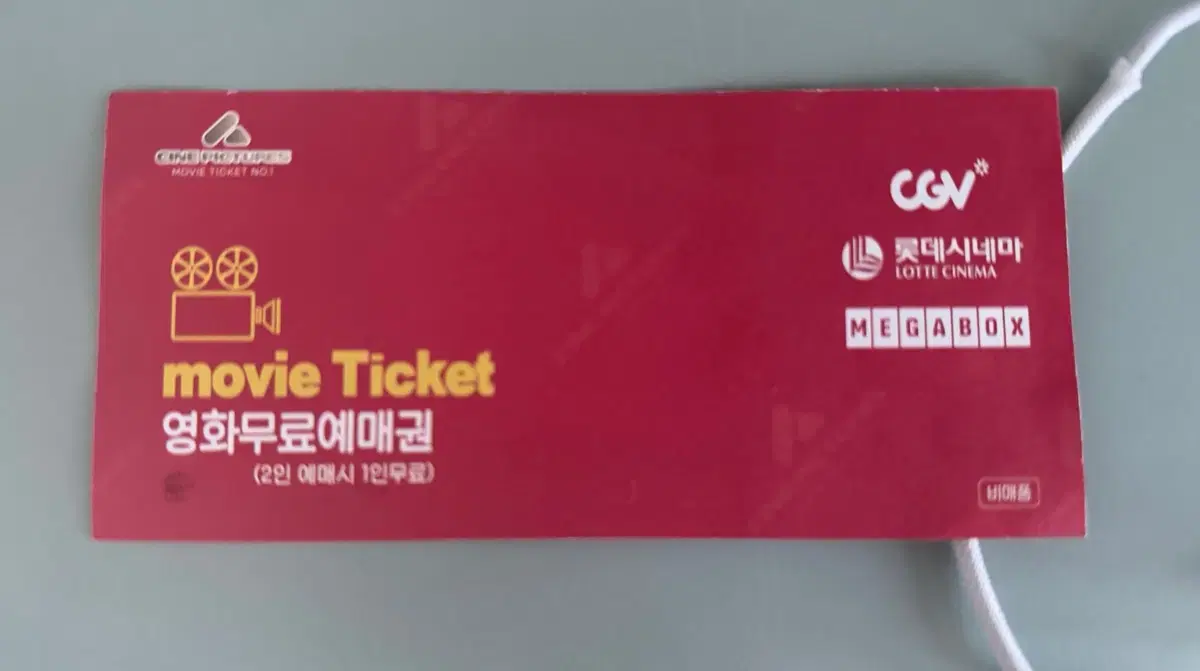 CINE PICTURES
MOVIE TICKET NO.1
movie Ticket
영화무료예매권
(2인 예매시 1인무료)
CGV
롯데시네마
LOTTE CINEMA
MEGABOX
비매품